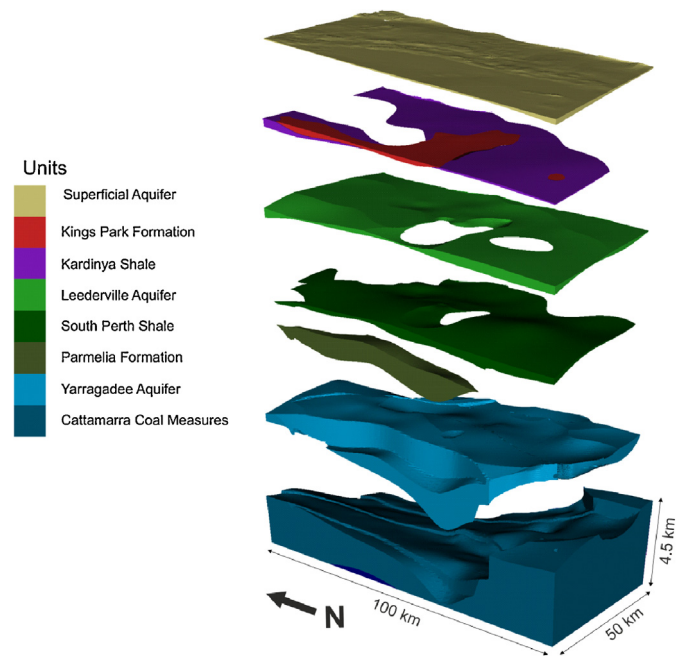 Units
Superficial Aquifer
Kings Park Formation
Kardinya Shale
Leederville Aquifer
South Perth Shale
Parmelia Formation
Yarragadee Aquifer
Cattamarra Coal Measures
4.5 km
50 km
100 km
N